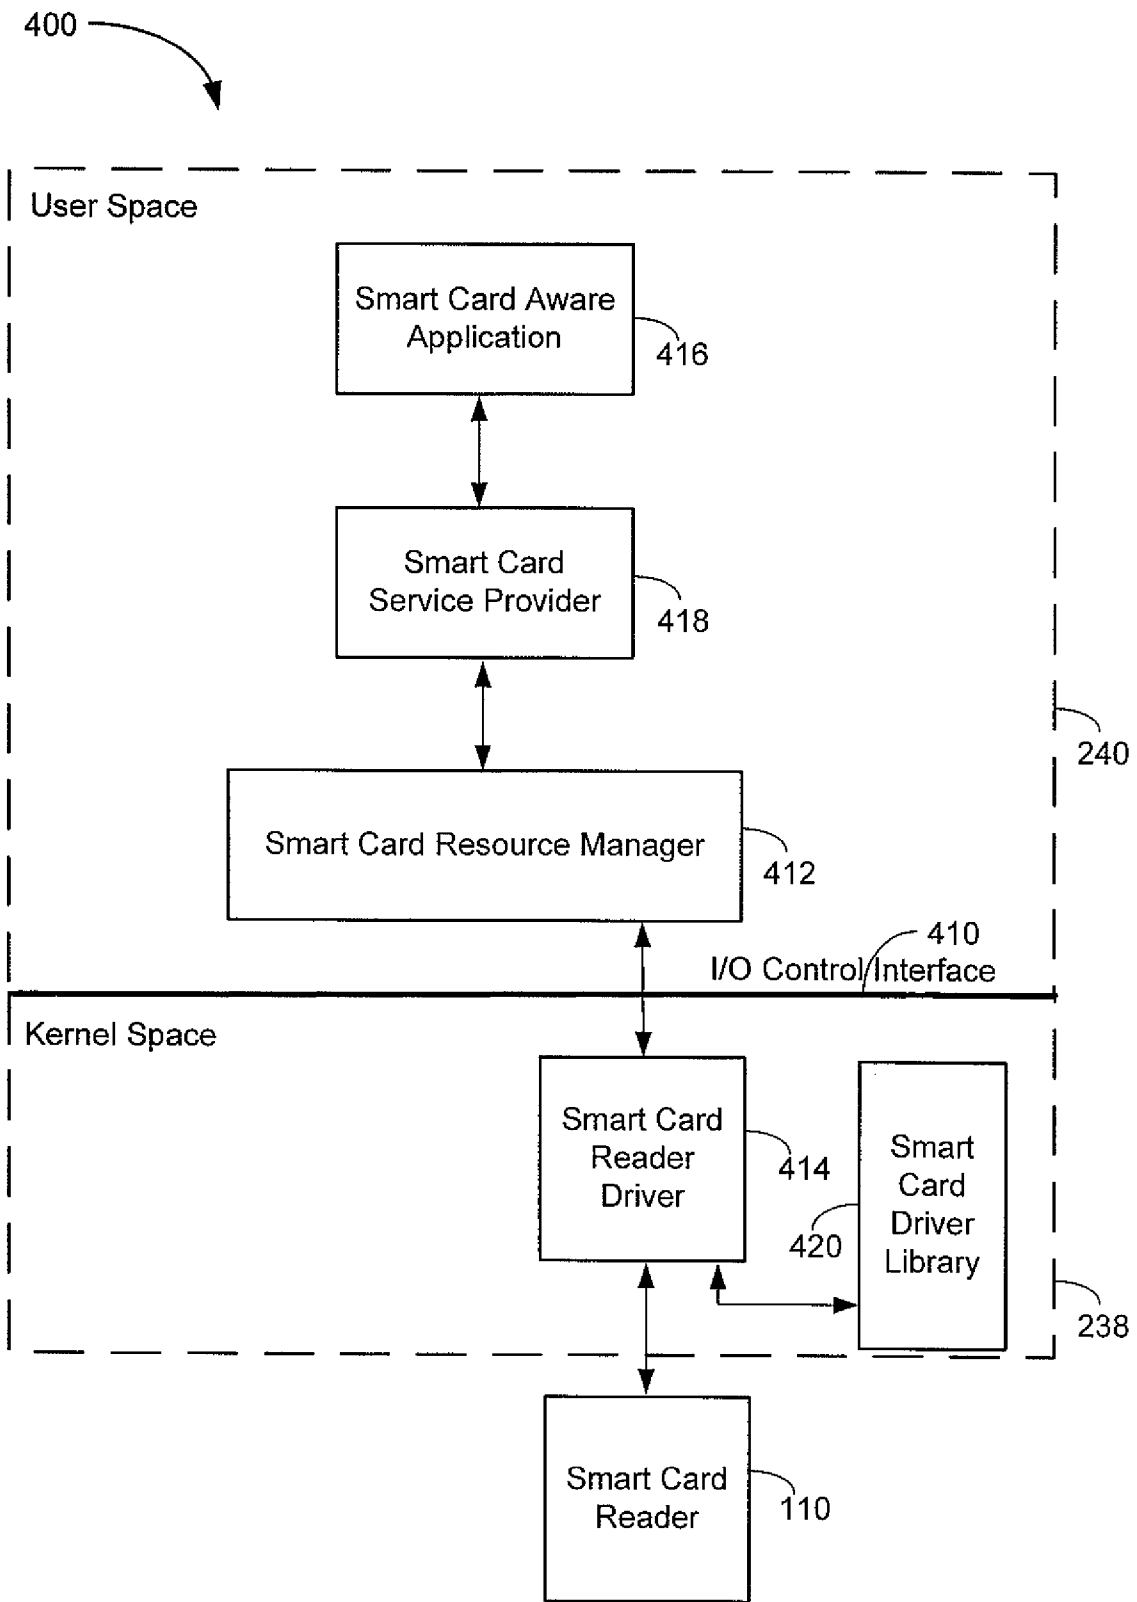 400
User Space
Smart Card Aware
Application
416
Smart Card
Service Provider
418
240
Smart Card Resource Manager
412
410
I/O Control Interface
Kernel Space
Smart Card
Reader
Driver
414
Smart
Card
Driver
Library
420
238
Smart Card
Reader
110